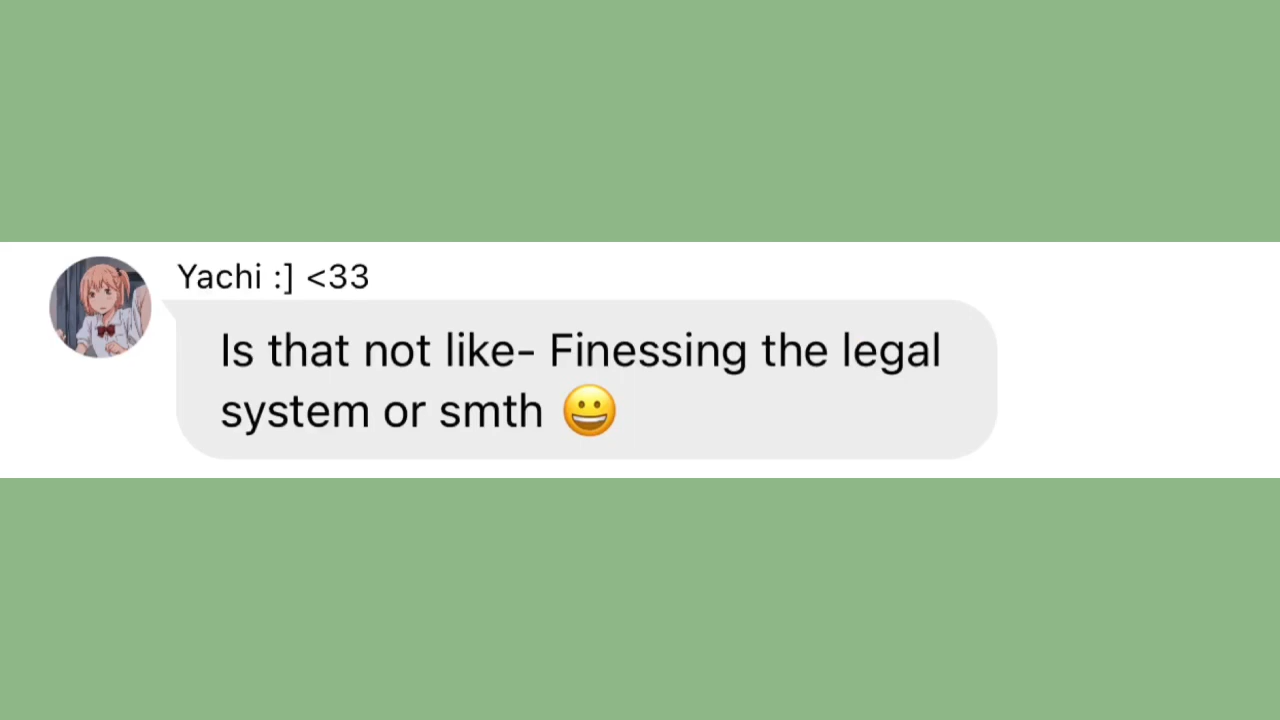 Yachi :] <33
Is that not like- Finessing the legal
system or smth 😀